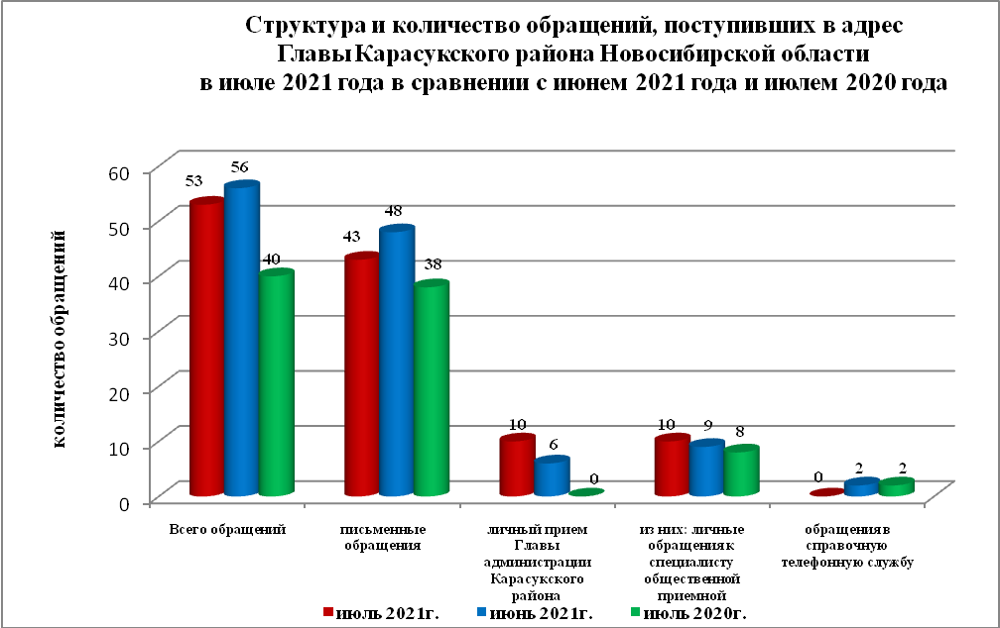 Структура и количество обращений, поступивших в адрес
Главы Карасукского района Новосибирской области
в июле 2021 года в сравнении с июнем 2021 года и июлем 2020 года
количество обращений
60
50
40
30
20
10
0
53
56
40
43
48
38
10
6
0
10
9
8
0
2
2
Всего обращений
письменные
обращения
личный прием
Главы
администрации
Карасукского
района
из них: личные
обращения к
специалисту
общественной
приемной
обращения в
справочную
телефонную службу
июль 2021г.
июнь 2021г.
июль 2020г.